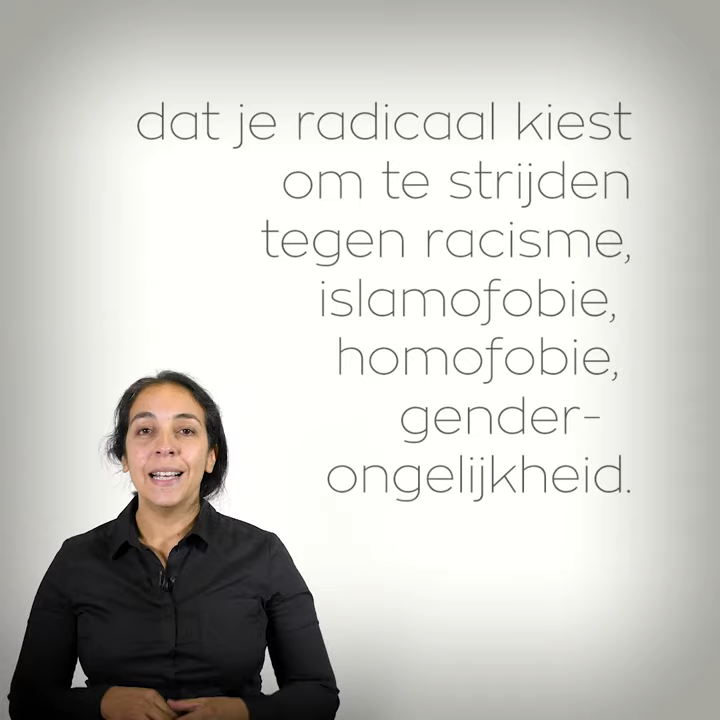 dat je radicaal kiest
om te strijden
tegen racisme,
islamofobie,
homofobie,
gender-
ongelijkheid.